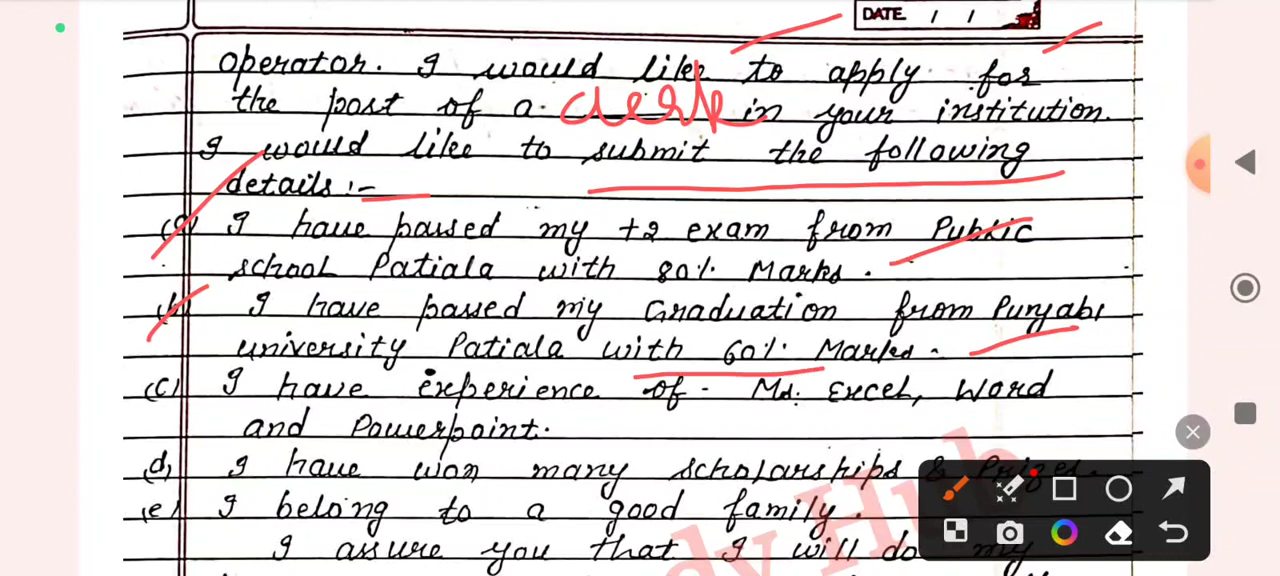 DATE / /
operator. I would like to apply for
the post of a clerk in your institution.
I would like to submit the following
details :-
(a) I have passed my +2 exam from Public
school Patiala with 80% Marks.
(b) I have passed my Graduation from Punjabi
university Patiala with 60% Marks.
(c) I have experience of Ms. Excel, Word
and Powerpoint.
(d) I have won many scholarships & Prizes.
(e) I belong to a good family.
I assure you that I will do my